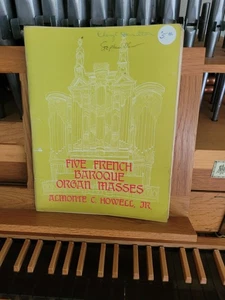 FIVE FRENCH
BAROQUE
ORGAN MASSES
ALMONTE C. HOWELL, JR.